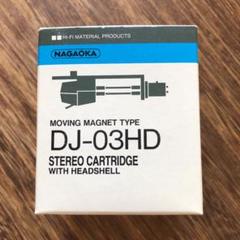 HI-FI MATERIAL PRODUCTS
NAGAOKA
MOVING MAGNET TYPE
DJ-03HD
STEREO CARTRIDGE
WITH HEADSHELL